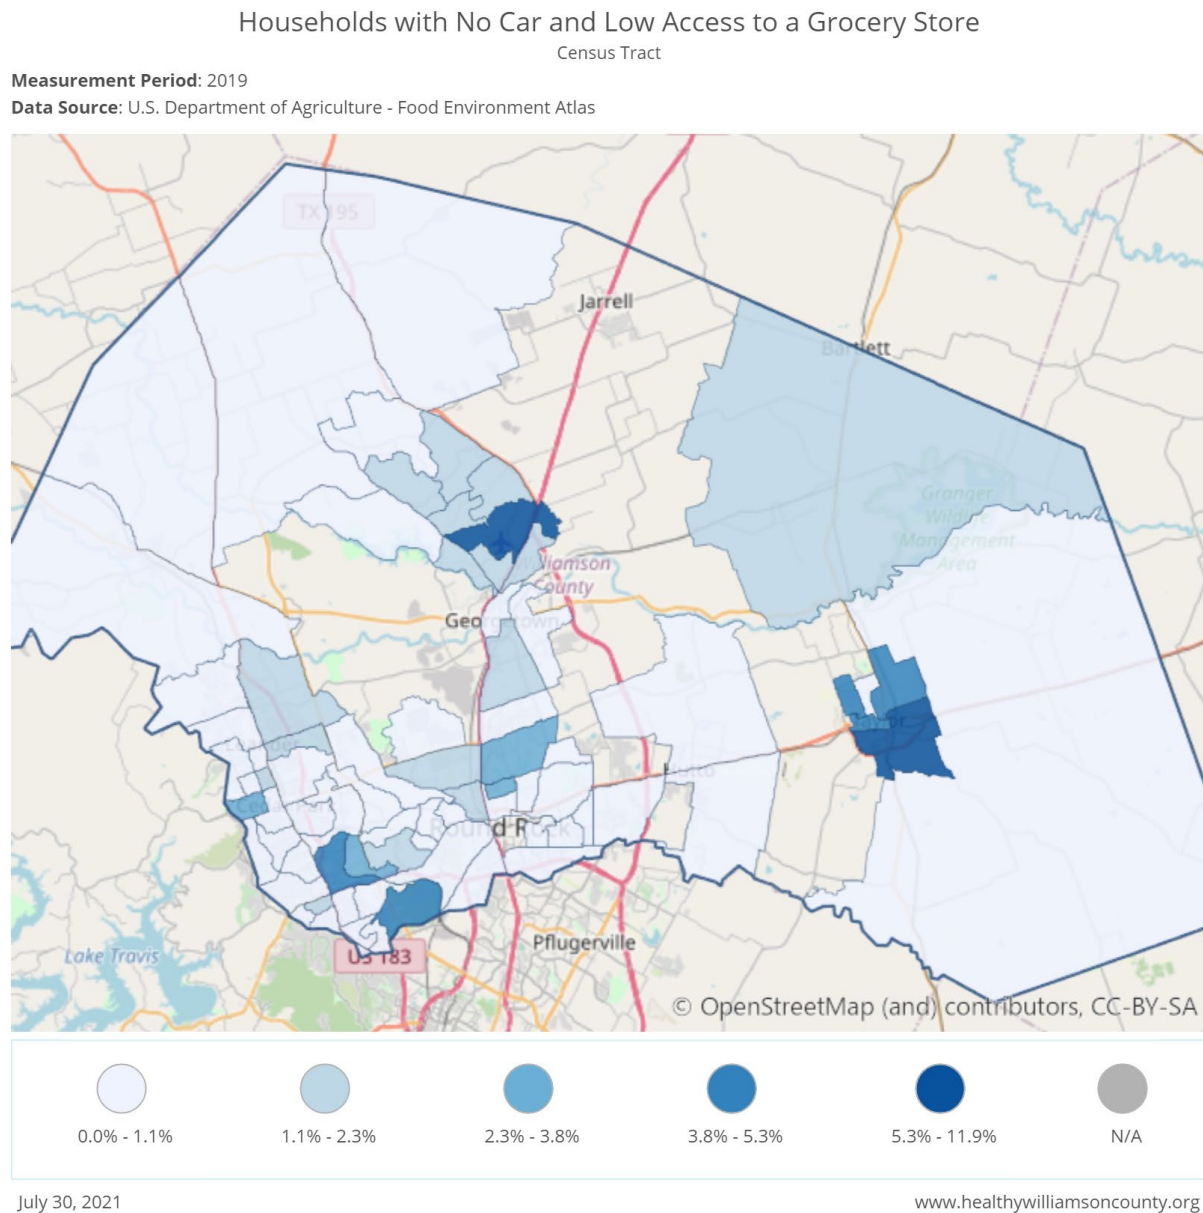 Households with No Car and Low Access to a Grocery Store
Census Tract
Measurement Period: 2019
Data Source: U.S. Department of Agriculture - Food Environment Atlas
TX 195
Jarrell
Bartlett
Granger
Wildlife
Management
Area
Williamson
County
Georgetown
Taylor
Leander
Hutto
Cedar Park
Round Rock
Pflugerville
Lake Travis
US 183
© OpenStreetMap (and) contributors, CC-BY-SA
0.0% - 1.1%
1.1% - 2.3%
2.3% - 3.8%
3.8% - 5.3%
5.3% - 11.9%
N/A
July 30, 2021
www.healthywilliamsoncounty.org